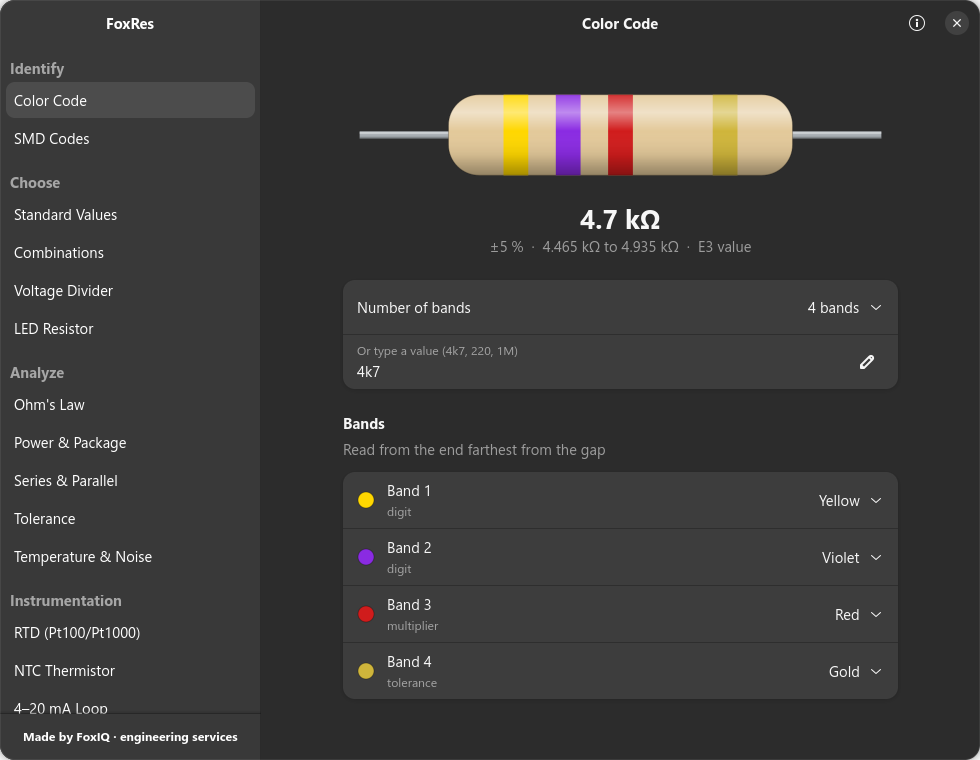 FoxRes
Color Code
Identify
Color Code
SMD Codes
Choose
Standard Values
Combinations
Voltage Divider
LED Resistor
Analyze
Ohm's Law
Power & Package
Series & Parallel
Tolerance
Temperature & Noise
Instrumentation
RTD (Pt100/Pt1000)
NTC Thermistor
4–20 mA Loop
Made by FoxIQ · engineering services
4.7 kΩ
±5 % · 4.465 kΩ to 4.935 kΩ · E3 value
Number of bands 4 bands
Or type a value (4k7, 220, 1M)
4k7
Bands
Read from the end farthest from the gap
Band 1 Yellow
digit
Band 2 Violet
digit
Band 3 Red
multiplier
Band 4 Gold
tolerance